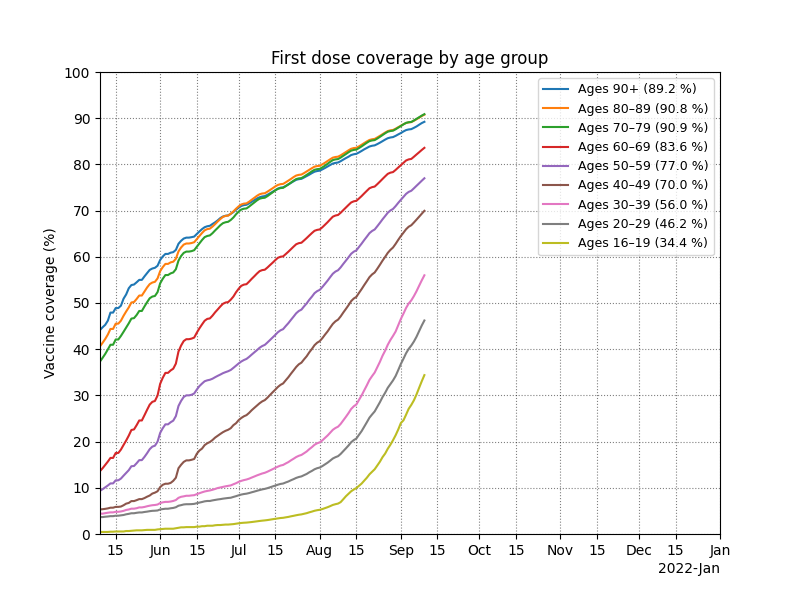 First dose coverage by age group
Vaccine coverage (%)
100
90
80
70
60
50
40
30
20
10
0
Ages 90+ (89.2 %)
Ages 80–89 (90.8 %)
Ages 70–79 (90.9 %)
Ages 60–69 (83.6 %)
Ages 50–59 (77.0 %)
Ages 40–49 (70.0 %)
Ages 30–39 (56.0 %)
Ages 20–29 (46.2 %)
Ages 16–19 (34.4 %)
15 Jun 15 Jul 15 Aug 15 Sep 15 Oct 15 Nov 15 Dec 15 Jan
2022-Jan